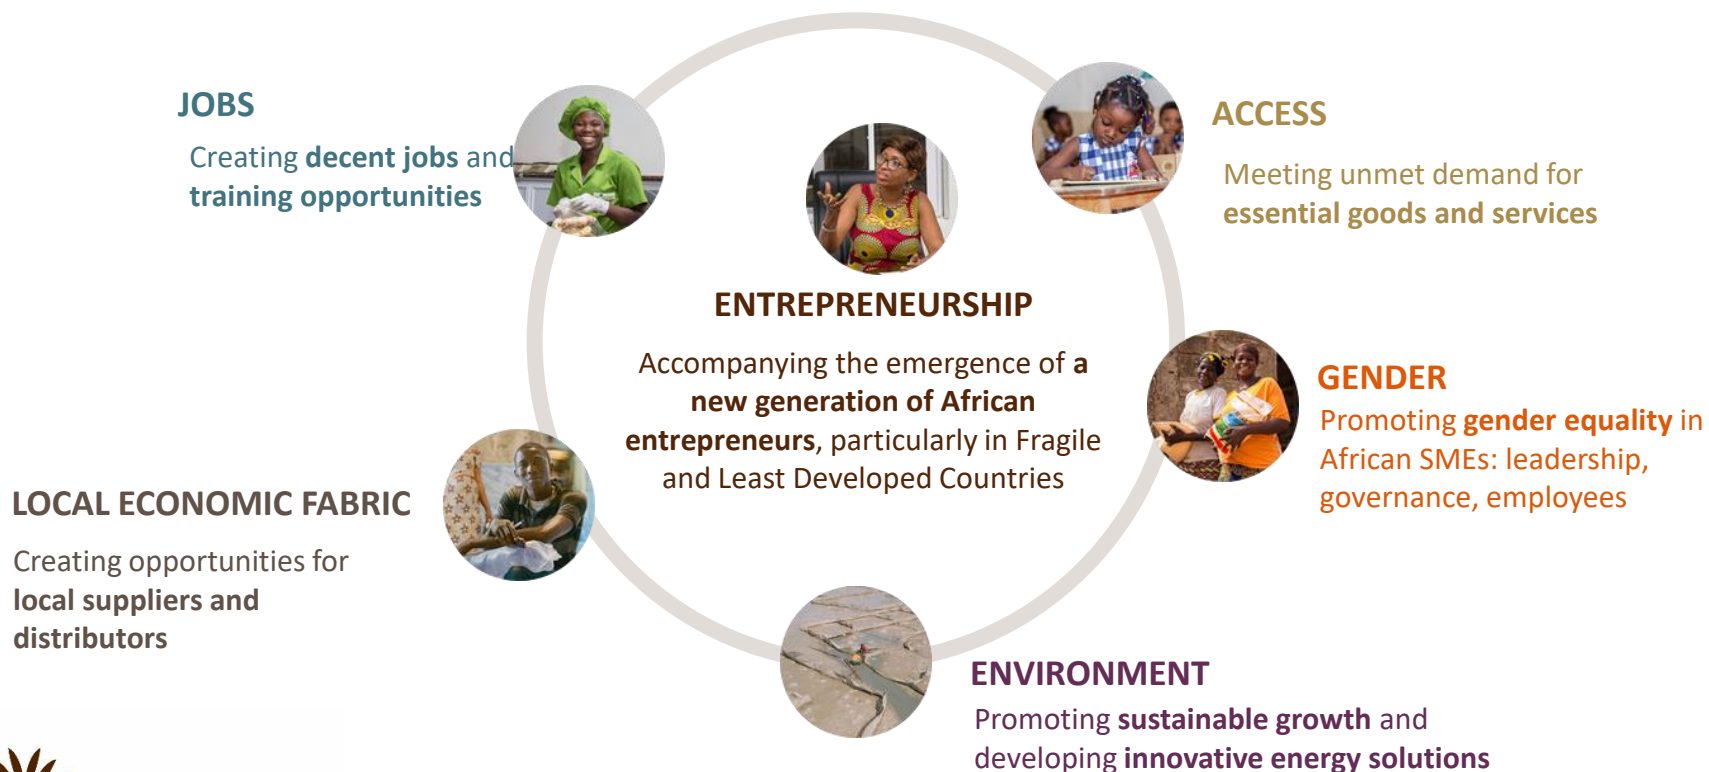 JOBS
Creating decent jobs and
training opportunities
ACCESS
Meeting unmet demand for
essential goods and services
ENTREPRENEURSHIP
Accompanying the emergence of a
new generation of African
entrepreneurs, particularly in Fragile
and Least Developed Countries
GENDER
Promoting gender equality in
African SMEs: leadership,
governance, employees
LOCAL ECONOMIC FABRIC
Creating opportunities for
local suppliers and
distributors
ENVIRONMENT
Promoting sustainable growth and
developing innovative energy solutions